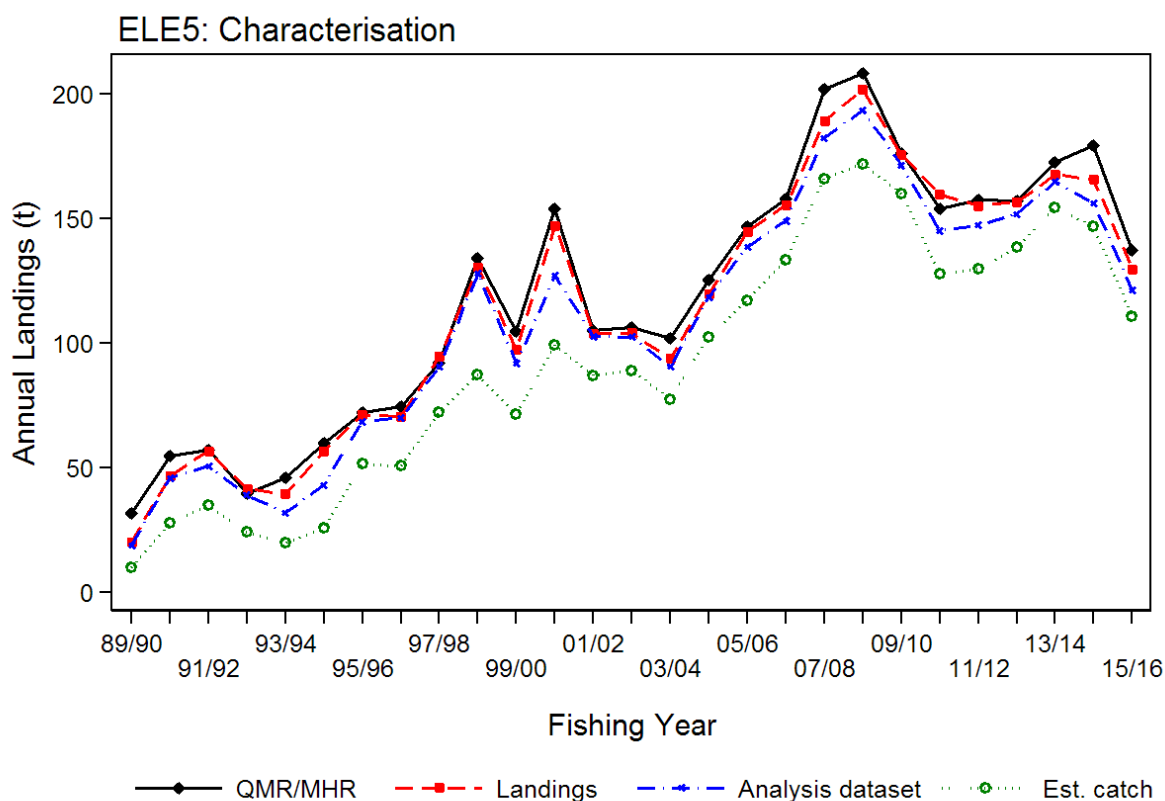 ELE5: Characterisation
Annual Landings (t)
200
150
100
50
0
89/90 93/94 97/98 01/02 05/06 09/10 13/14
91/92 95/96 99/00 03/04 07/08 11/12 15/16
Fishing Year
QMR/MHR Landings Analysis dataset Est. catch